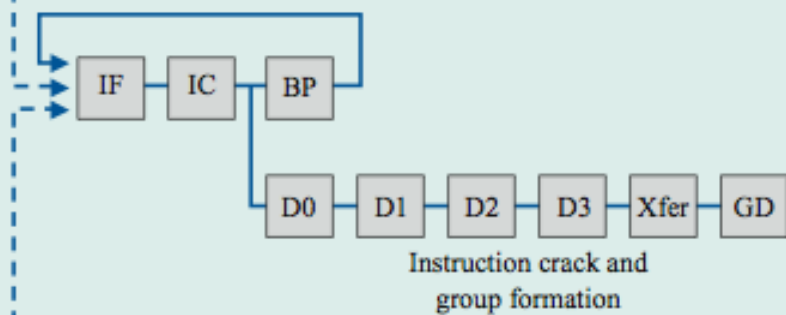 IF IC BP
D0 D1 D2 D3 Xfer GD
Instruction crack and
group formation